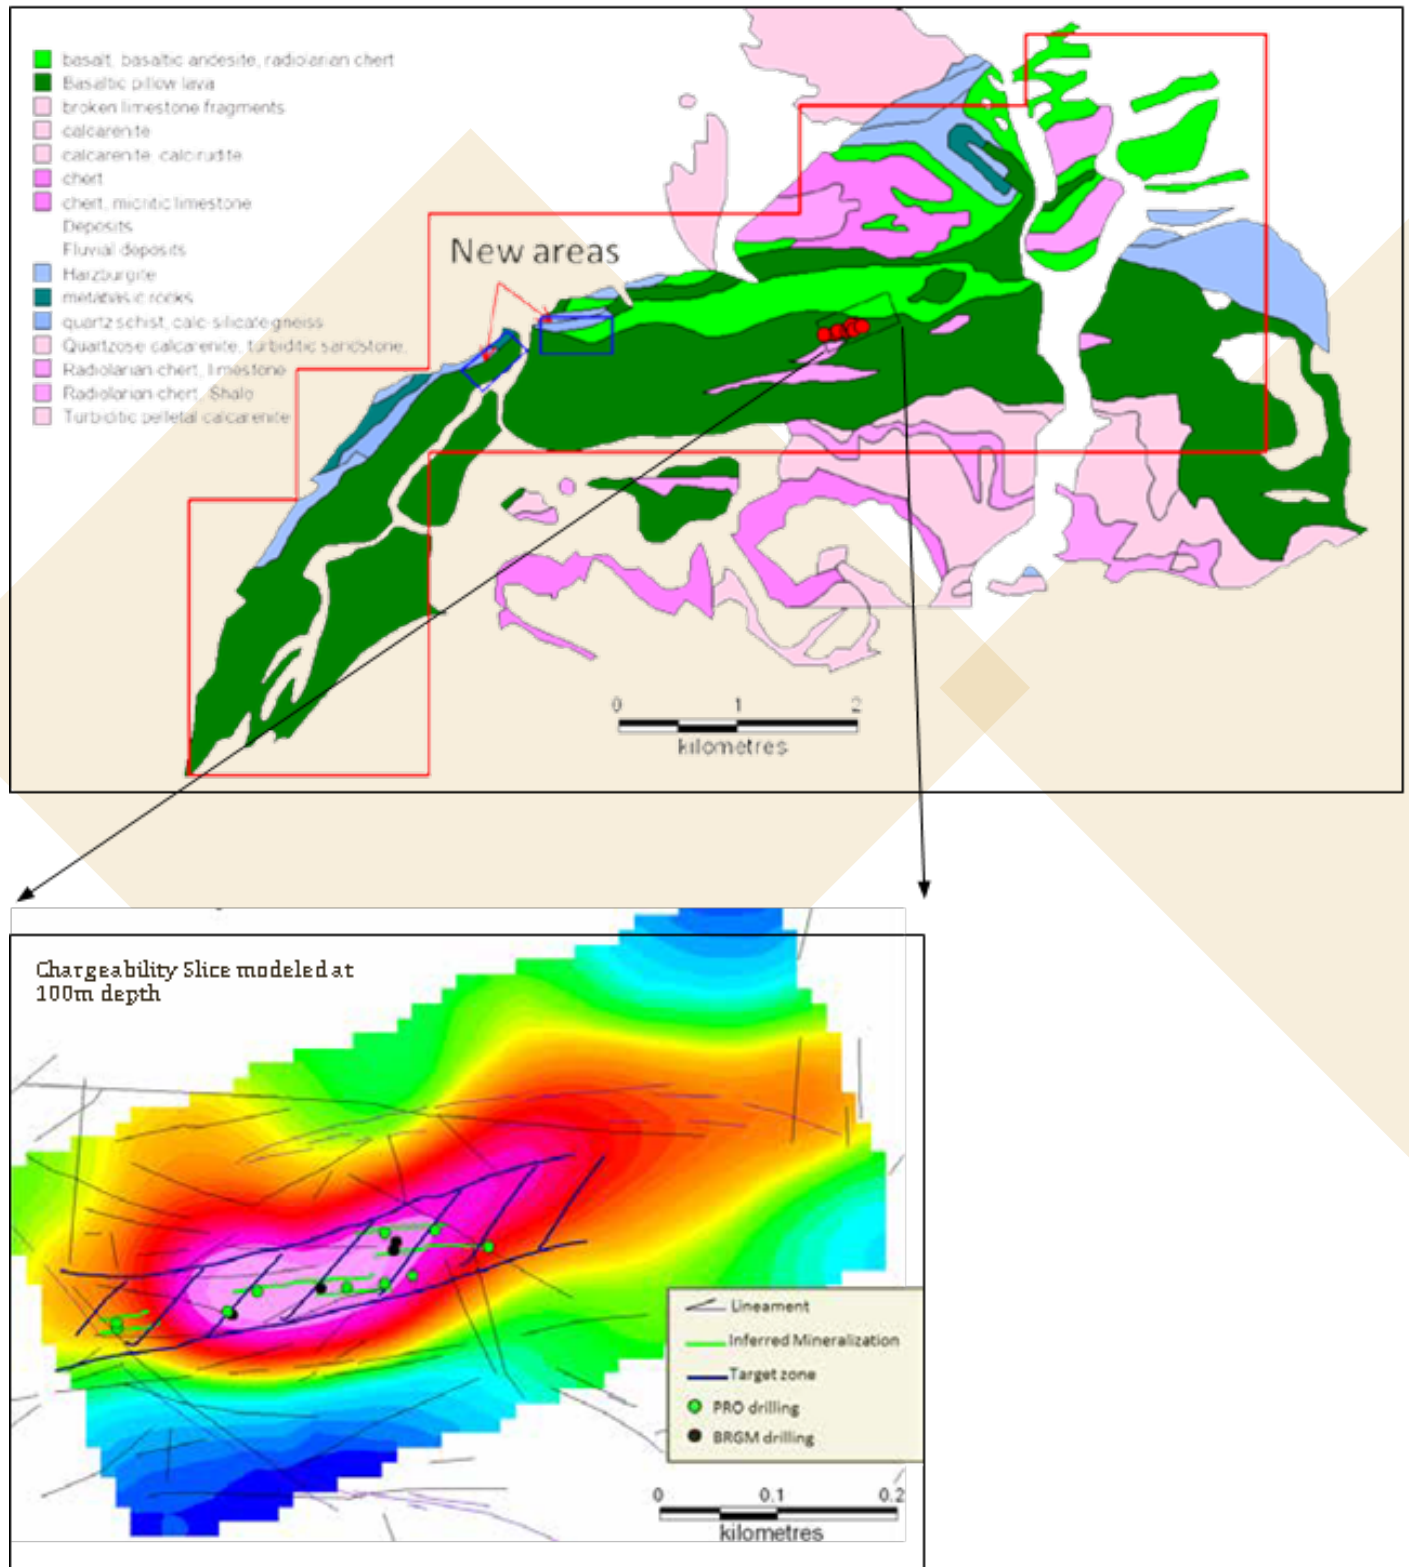 basalt, basaltic andesite, radiolarian chert
Basaltic pillow lava
broken limestone fragments
calcarenite
calcarenite, calcirudite
chert
chert, micritic limestone
Deposits
Fluvial deposits
Harzburgite
metabasic rocks
quartz schist, calc-silicate gneiss
Quartzose calcarenite, turbiditic sandstone,
Radiolarian chert, limestone
Radiolarian chert, Shale
Turbiditic pelletal calcarenite
New areas
0 1 2
kilometres
Chargeability Slice modeled at
100m depth
Lineament
Inferred Mineralization
Target zone
PRO drilling
BRGM drilling
0 0.1 0.2
kilometres